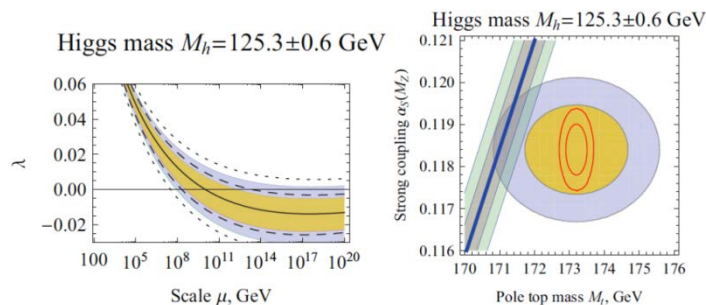 Higgs mass M_h=125.3±0.6 GeV
0.06
0.04
0.02
0.00
−0.02
λ
100 10^5 10^8 10^11 10^14 10^17 10^20
Scale μ, GeV
Higgs mass M_h=125.3±0.6 GeV
0.121
0.120
0.119
0.118
0.117
0.116
Strong coupling α_S(M_Z)
170 171 172 173 174 175 176
Pole top mass M_t, GeV